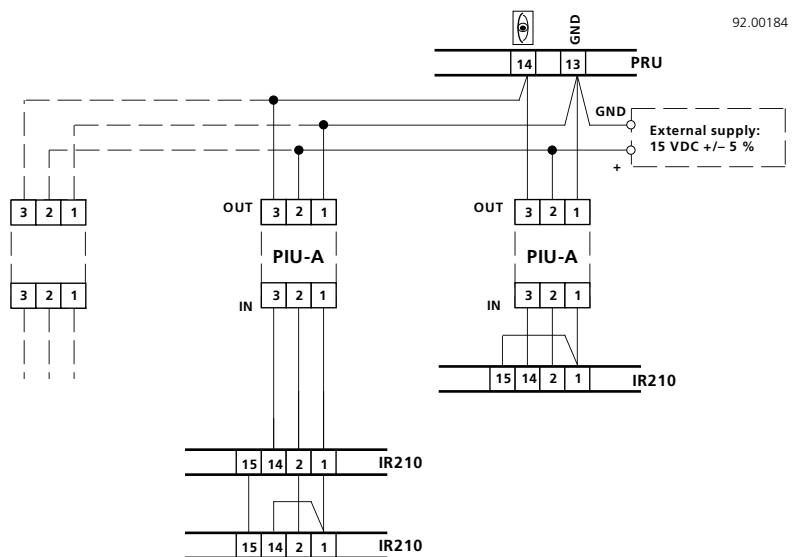 92.00184
GND
14 13 PRU
GND
External supply:
15 VDC +/– 5 %
+
3 2 1
OUT 3 2 1
OUT 3 2 1
PIU-A
PIU-A
3 2 1
IN 3 2 1
IN 3 2 1
15 14 2 1 IR210
15 14 2 1 IR210
15 14 2 1 IR210